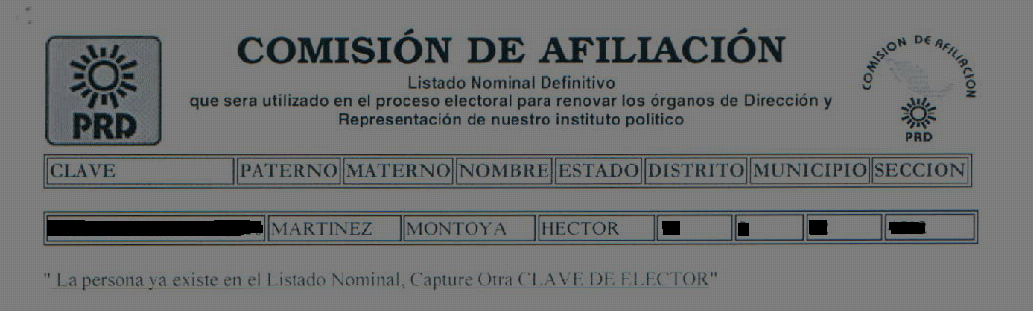 COMISIÓN DE AFILIACIÓN
Listado Nominal Definitivo
que sera utilizado en el proceso electoral para renovar los órganos de Dirección y
Representación de nuestro instituto político
PRD
COMISION DE AFILIACION
PRD
CLAVE PATERNO MATERNO NOMBRE ESTADO DISTRITO MUNICIPIO SECCION
MARTINEZ MONTOYA HECTOR
" La persona ya existe en el Listado Nominal, Capture Otra CLAVE DE ELECTOR"